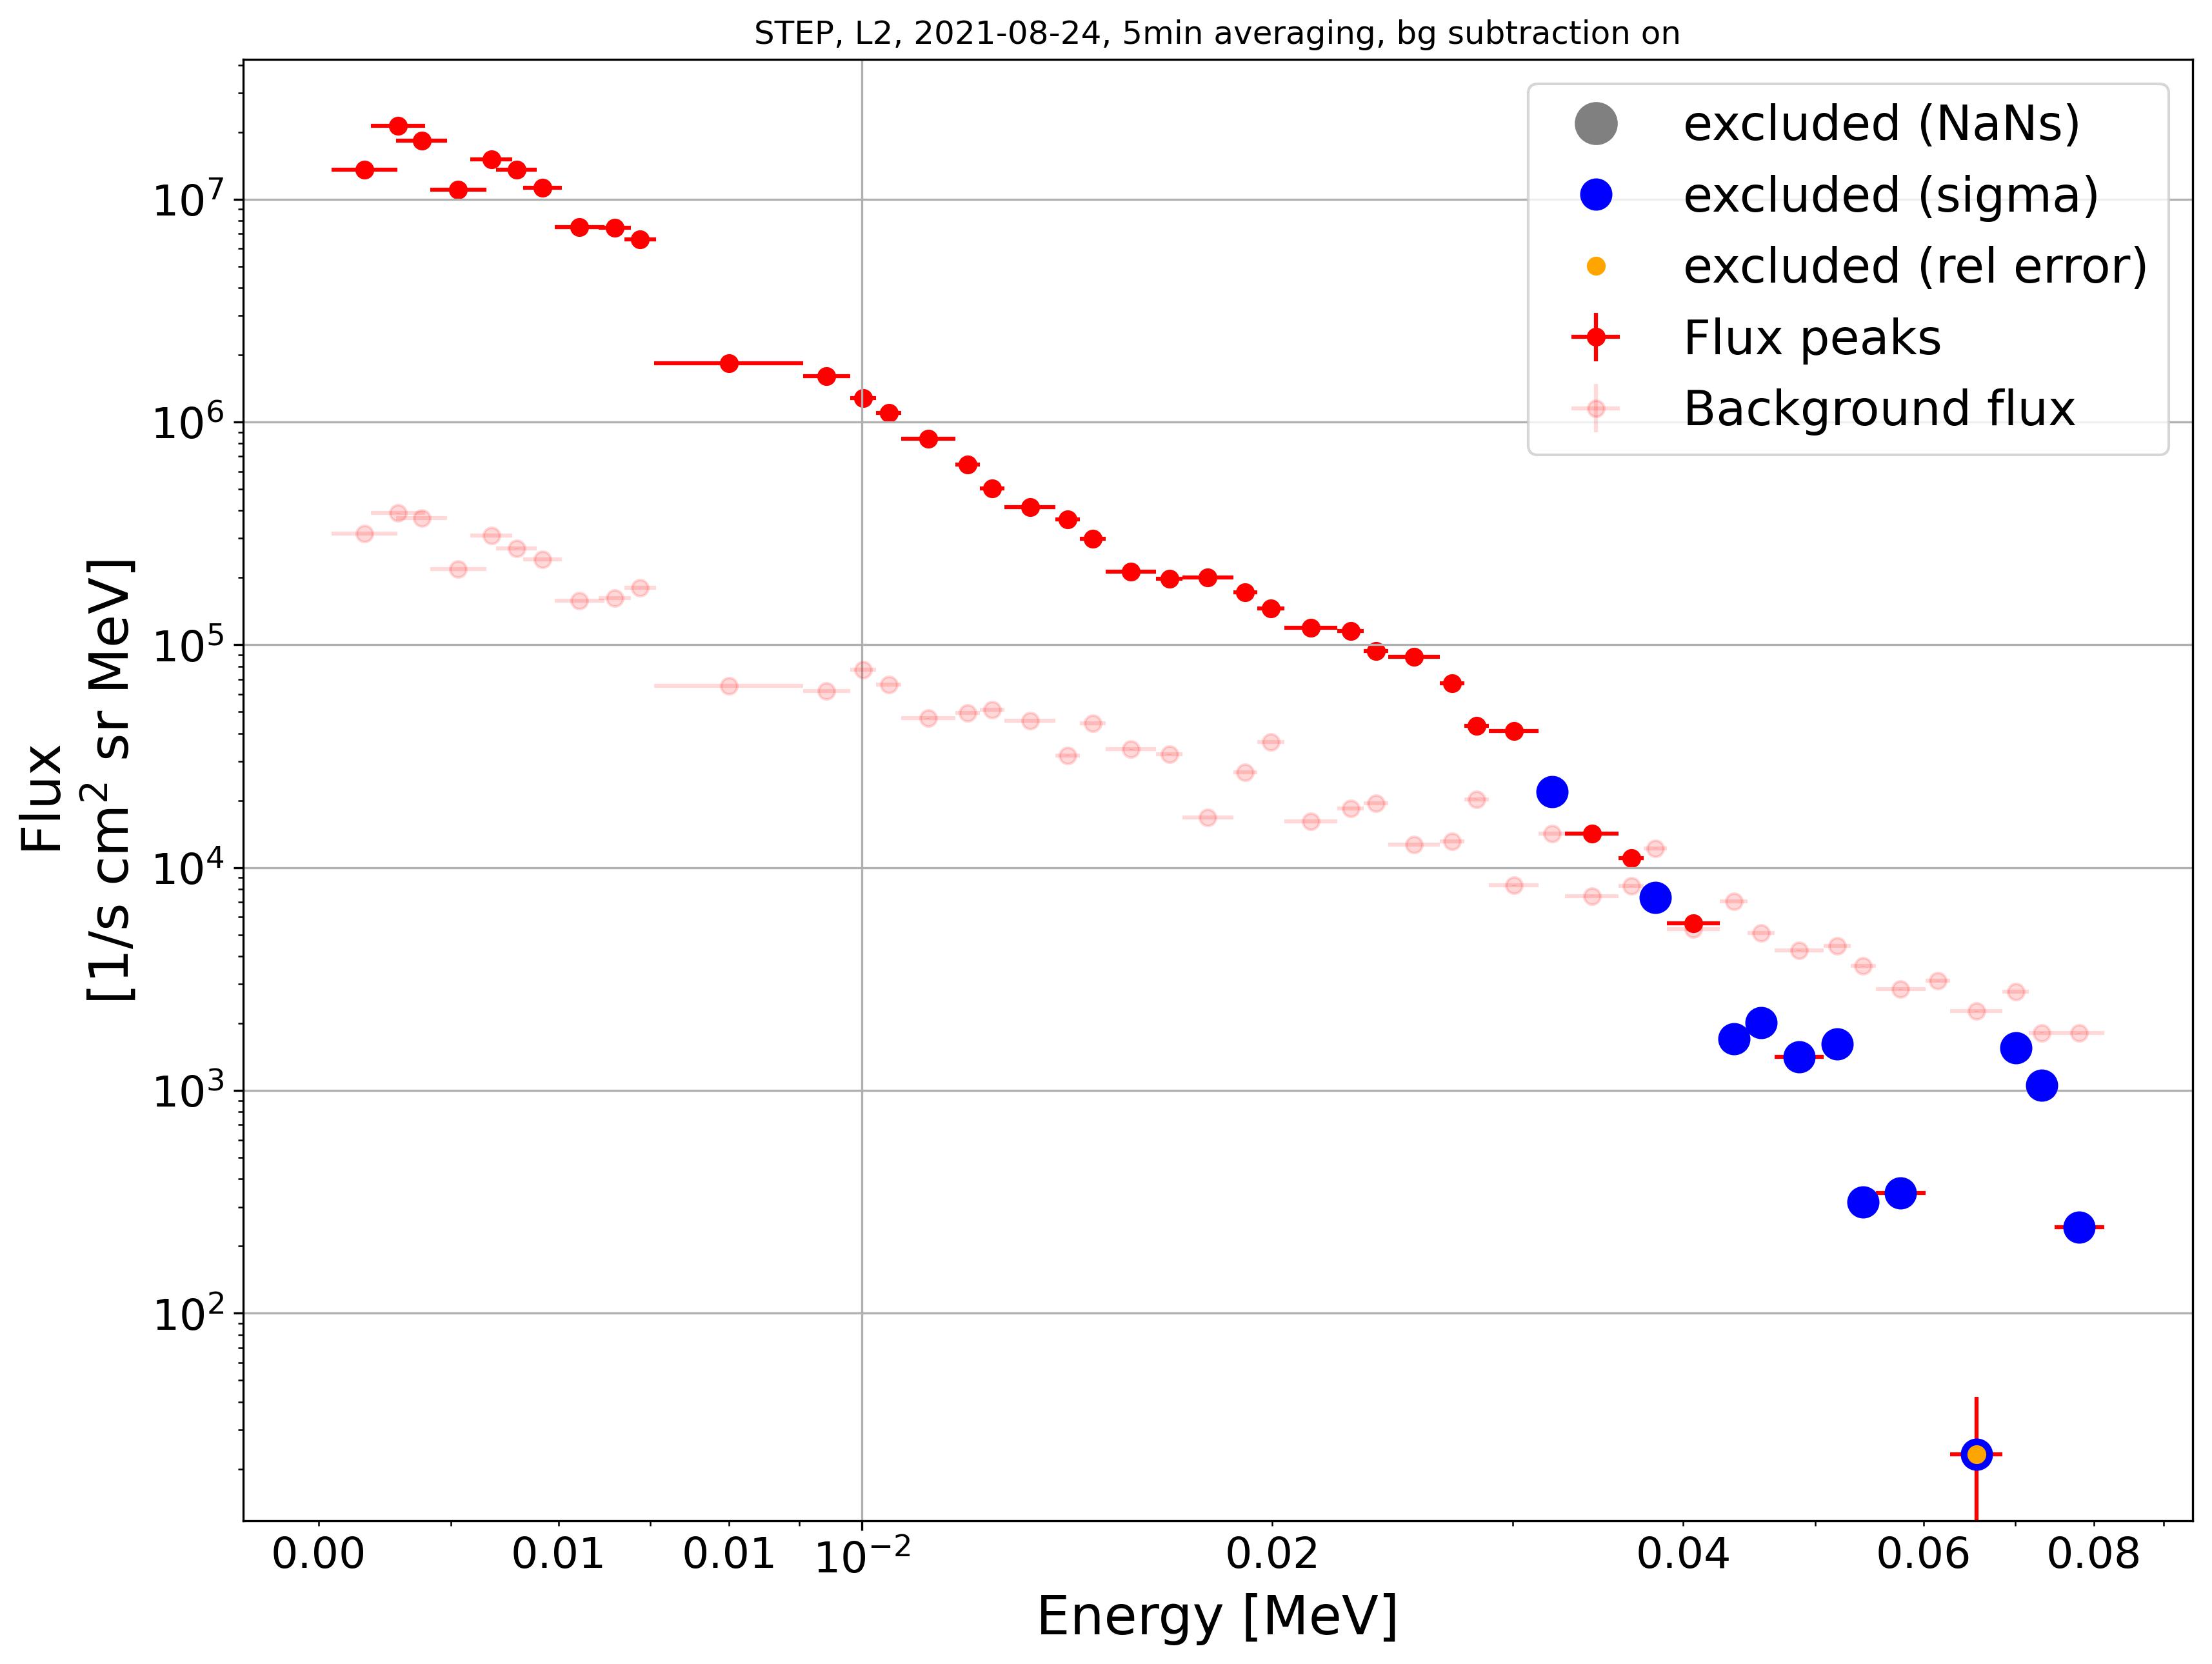 STEP, L2, 2021-08-24, 5min averaging, bg subtraction on
excluded (NaNs)
excluded (sigma)
excluded (rel error)
Flux peaks
Background flux
Flux
[1/s cm² sr MeV]
10⁷
10⁶
10⁵
10⁴
10³
10²
0.00 0.01 0.01 10⁻² 0.02 0.04 0.06 0.08
Energy [MeV]